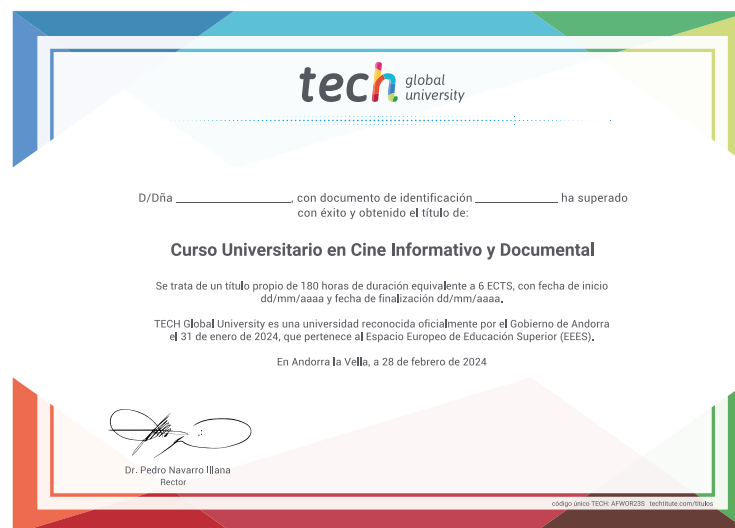 tech global
university
D/Dña ________________, con documento de identificación ____________ ha superado
con éxito y obtenido el título de:
Curso Universitario en Cine Informativo y Documental
Se trata de un título propio de 180 horas de duración equivalente a 6 ECTS, con fecha de inicio
dd/mm/aaaa y fecha de finalización dd/mm/aaaa.
TECH Global University es una universidad reconocida oficialmente por el Gobierno de Andorra
el 31 de enero de 2024, que pertenece al Espacio Europeo de Educación Superior (EEES).
En Andorra la Vella, a 28 de febrero de 2024
Dr. Pedro Navarro Illana
Rector
código único TECH: AFWOR23S techtitute.com/titulos